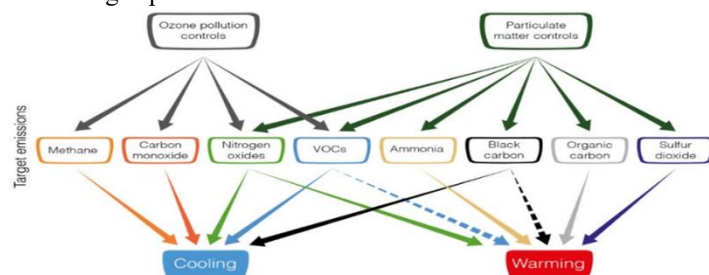 Ozone pollution
controls
Particulate
matter controls
Target emissions
Methane
Carbon
monoxide
Nitrogen
oxides
VOCs
Ammonia
Black
carbon
Organic
carbon
Sulfur
dioxide
Cooling
Warming